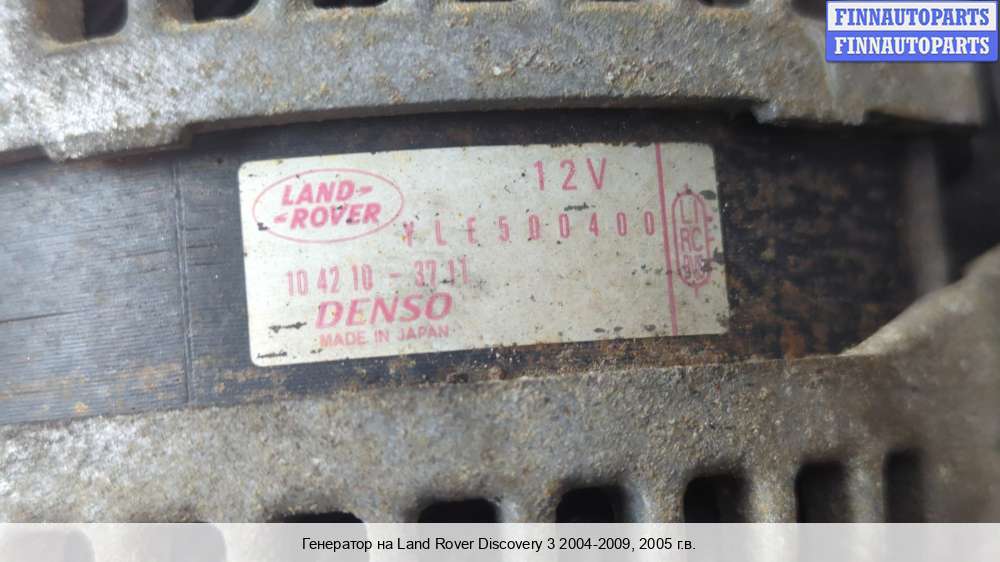 FINNAUTOPARTS
FINNAUTOPARTS
12V
LAND-
-ROVER
YLE500400
104210-3711
DENSO
MADE IN JAPAN
Генератор на Land Rover Discovery 3 2004-2009, 2005 г.в.